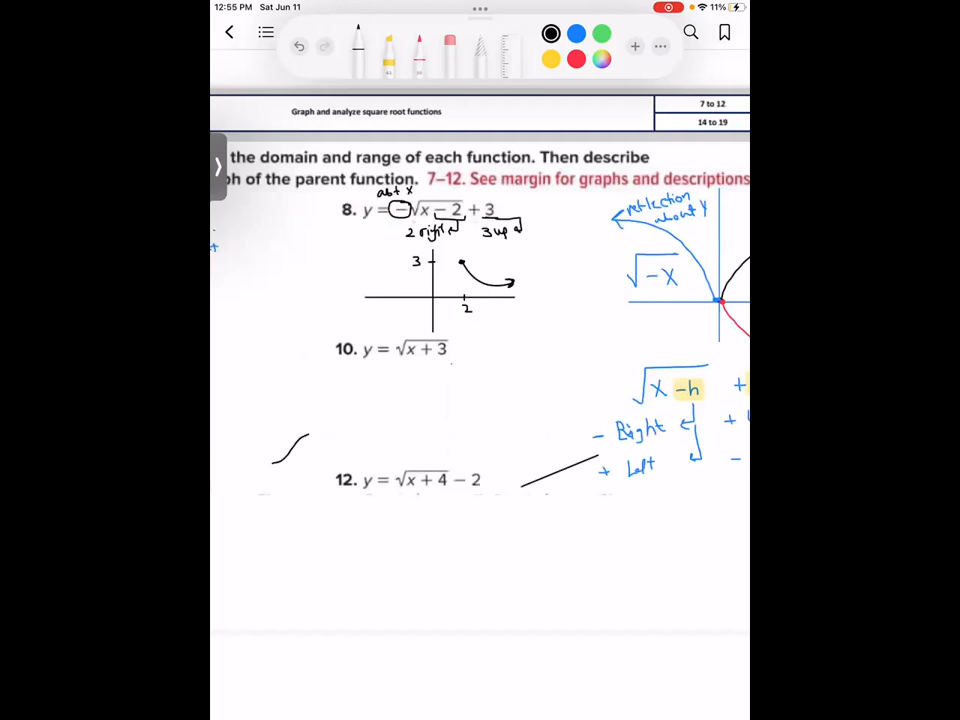 12:55 PM Sat Jun 11
11%
Graph and analyze square root functions
7 to 12
14 to 19
the domain and range of each function. Then describe
ph of the parent function. 7–12. See margin for graphs and descriptions
abt x
8. y = −√x − 2 + 3
2 right
3 up
3
2
reflection
about y
√−x
10. y = √x + 3
√x −h +
− Right +
+ Left −
12. y = √x + 4 − 2